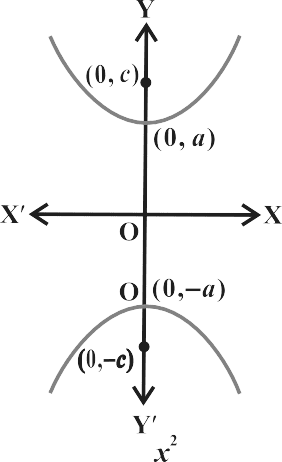 Y
(0, c)
(0, a)
X′ X
O
O (0,–a)
(0,–c)
Y′
x²